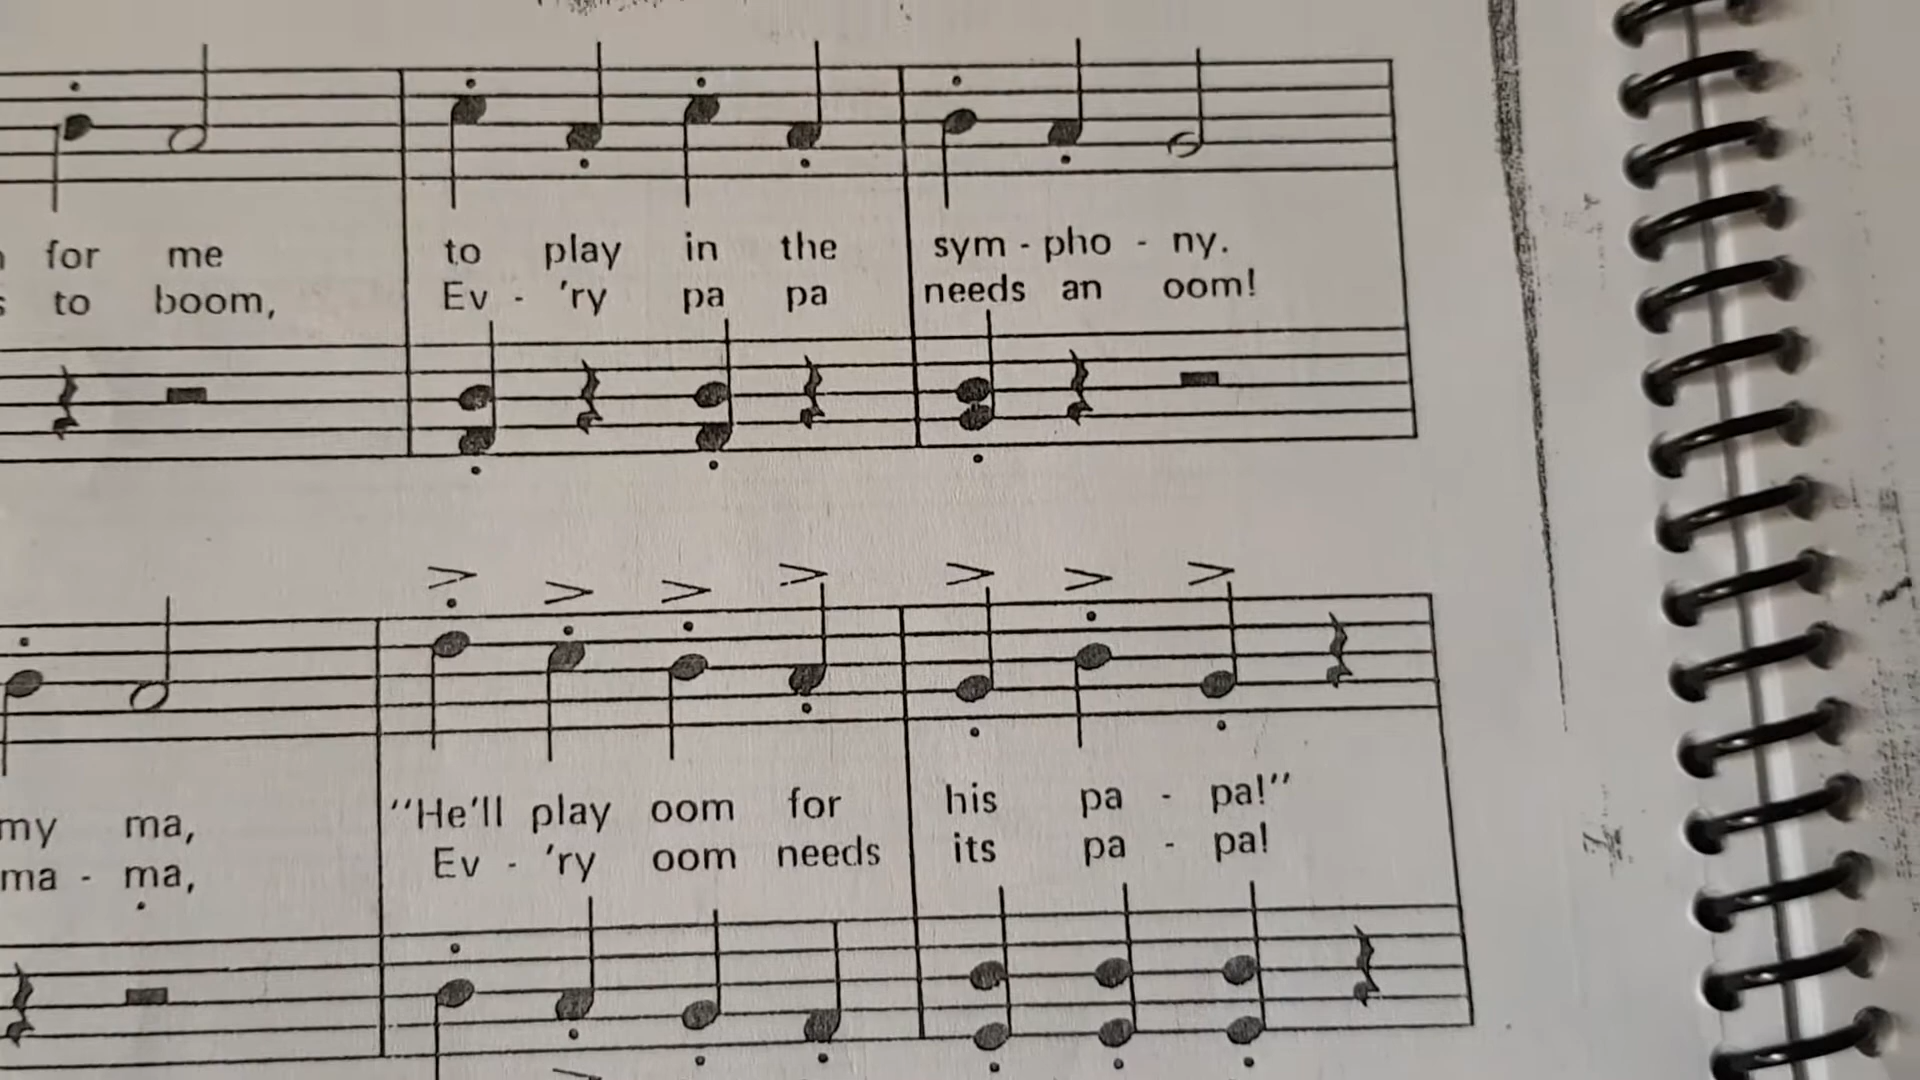 for me to play in the sym - pho - ny.
to boom, Ev - 'ry pa pa needs an oom!
my ma, "He'll play oom for his pa - pa!"
ma - ma, Ev - 'ry oom needs its pa - pa!